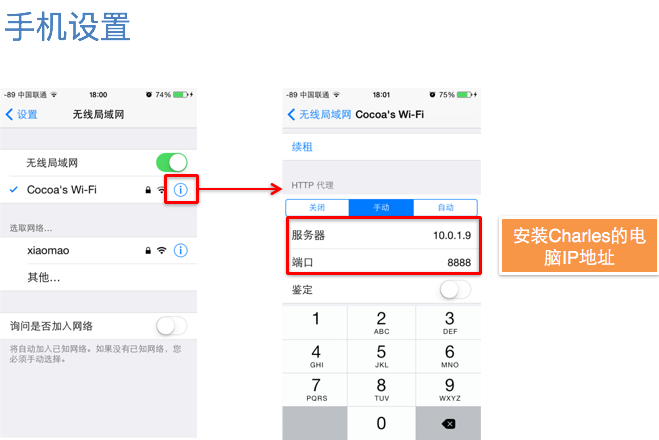 手机设置
-89 中国联通 18:00 74%
设置 无线局域网
无线局域网
Cocoa's Wi-Fi
选取网络...
xiaomao
其他...
询问是否加入网络
将自动加入已知网络。如果没有已知网络，您
必须手动选择。
-89 中国联通 18:01 75%
无线局域网 Cocoa's Wi-Fi
续租
HTTP 代理
关闭 手动 自动
服务器 10.0.1.9
端口 8888
鉴定
1 2 3
ABC DEF
4 5 6
GHI JKL MNO
7 8 9
PQRS TUV WXYZ
0
安装Charles的电
脑IP地址